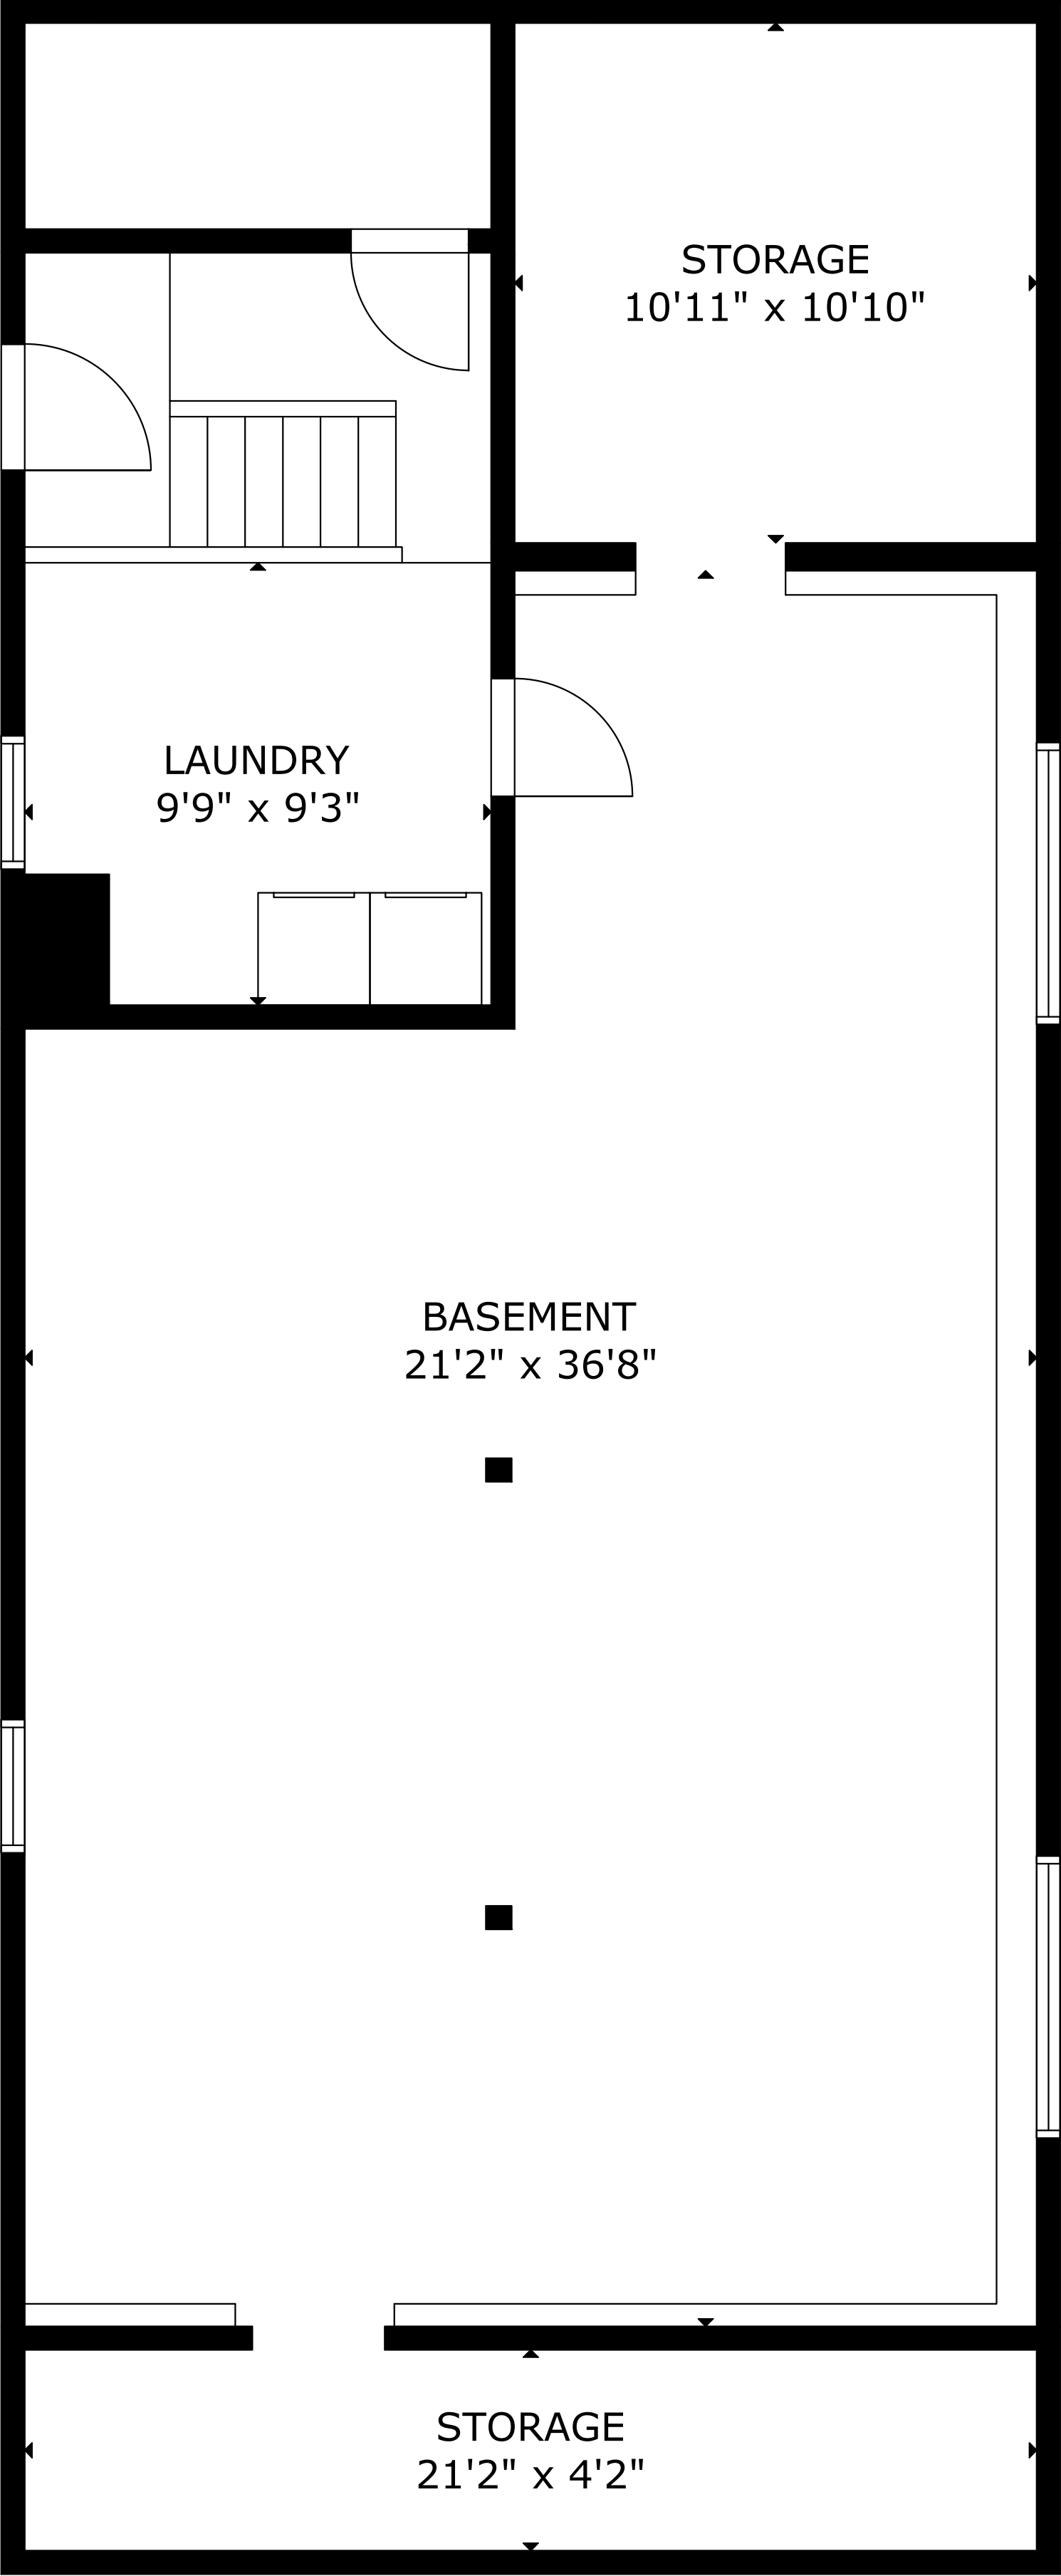 STORAGE
10'11" x 10'10"
LAUNDRY
9'9" x 9'3"
BASEMENT
21'2" x 36'8"
STORAGE
21'2" x 4'2"